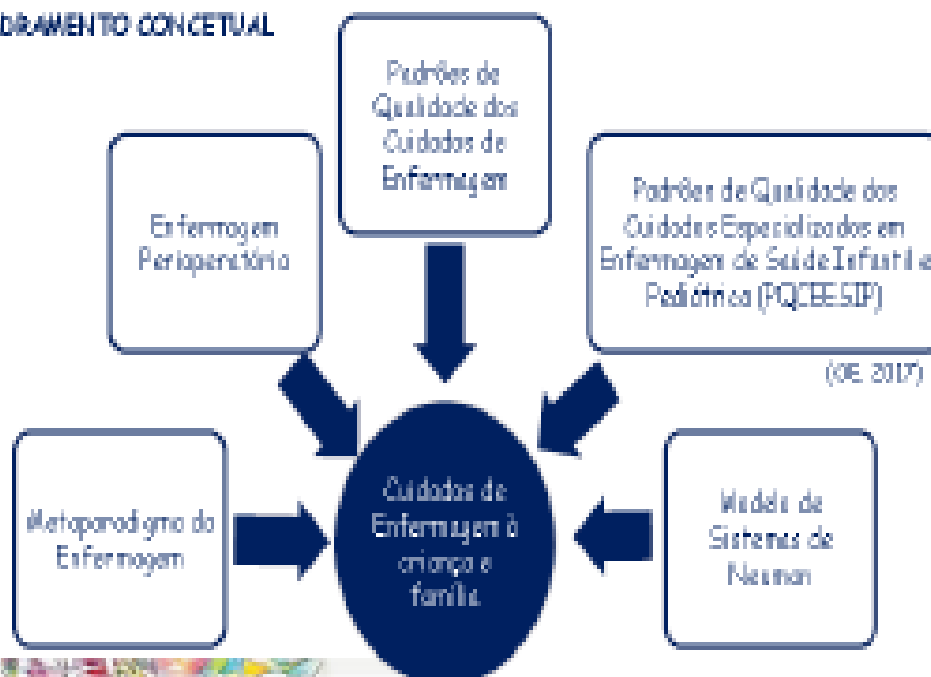 DRAMENTO CONCETUAL
Padrões de
Qualidade dos
Cuidados de
Enfermagem
Enfermagem
Perioperatória
Padrões de Qualidade dos
Cuidados Especializados em
Enfermagem de Saúde Infantil e
Pediátrica (PQCEESIP)
(OE, 2017)
Metaparadigma da
Enfermagem
Cuidados de
Enfermagem à
criança e
família
Modelo de
Sistemas de
Neuman